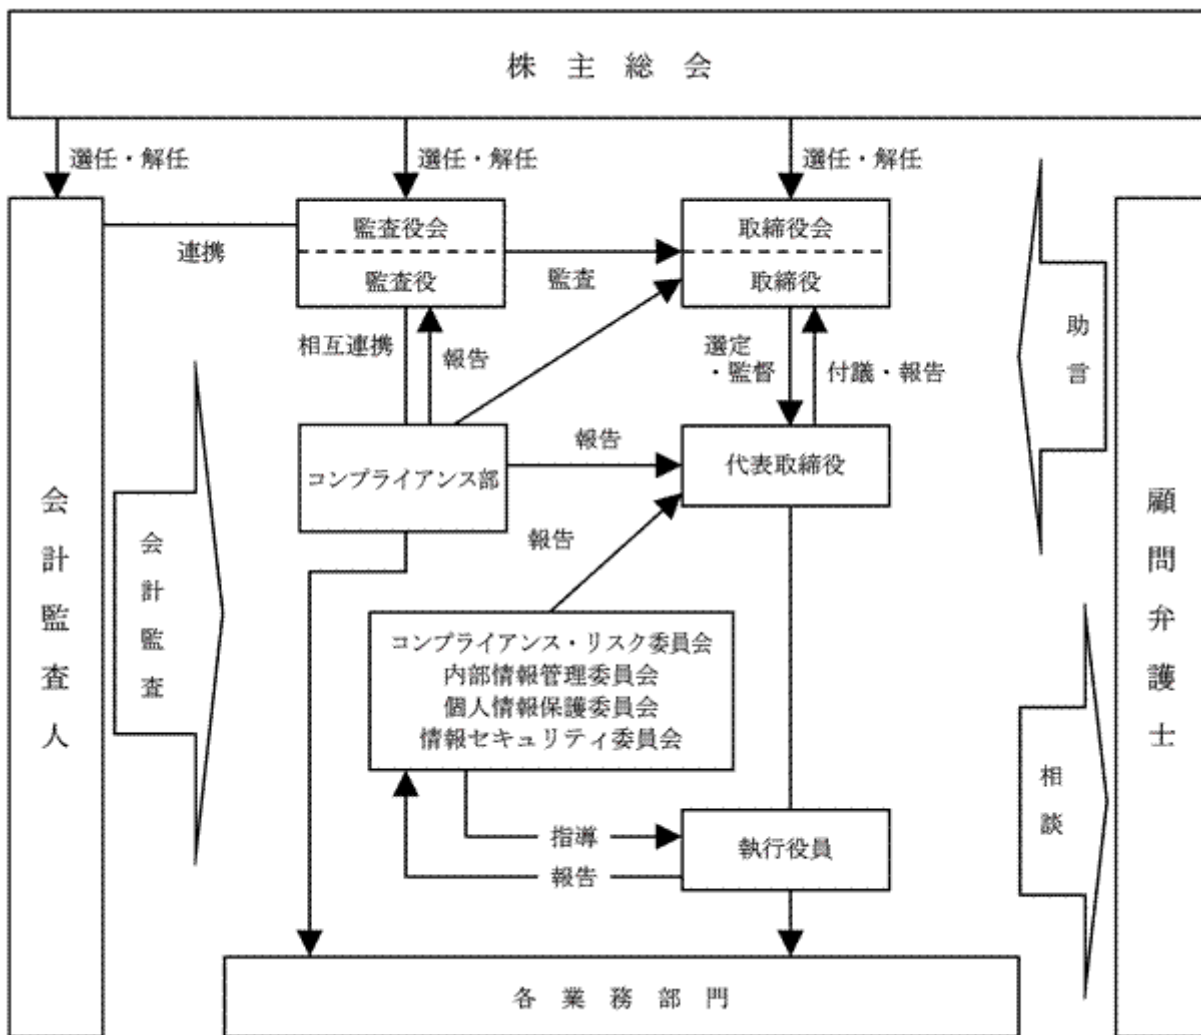 株主総会
選任・解任
選任・解任
選任・解任
監査役会
監査役
取締役会
取締役
連携
監査
相互連携
報告
選定
・監督
付議・報告
助言
コンプライアンス部
報告
代表取締役
報告
会計監査人
会計監査
顧問弁護士
コンプライアンス・リスク委員会
内部情報管理委員会
個人情報保護委員会
情報セキュリティ委員会
相談
指導
報告
執行役員
各業務部門